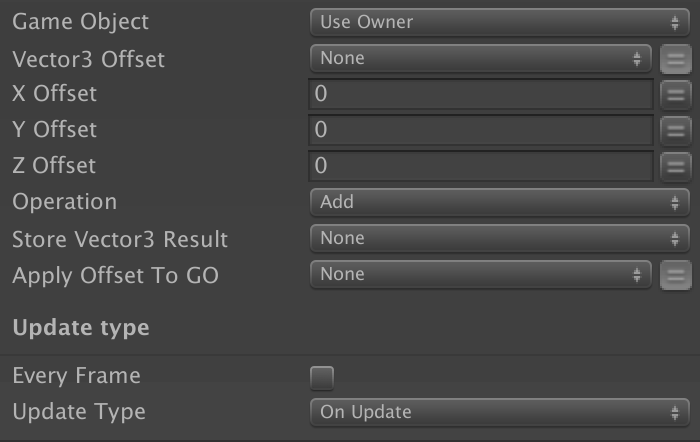 Game Object Use Owner
Vector3 Offset None
X Offset 0
Y Offset 0
Z Offset 0
Operation Add
Store Vector3 Result None
Apply Offset To GO None
Update type
Every Frame
Update Type On Update